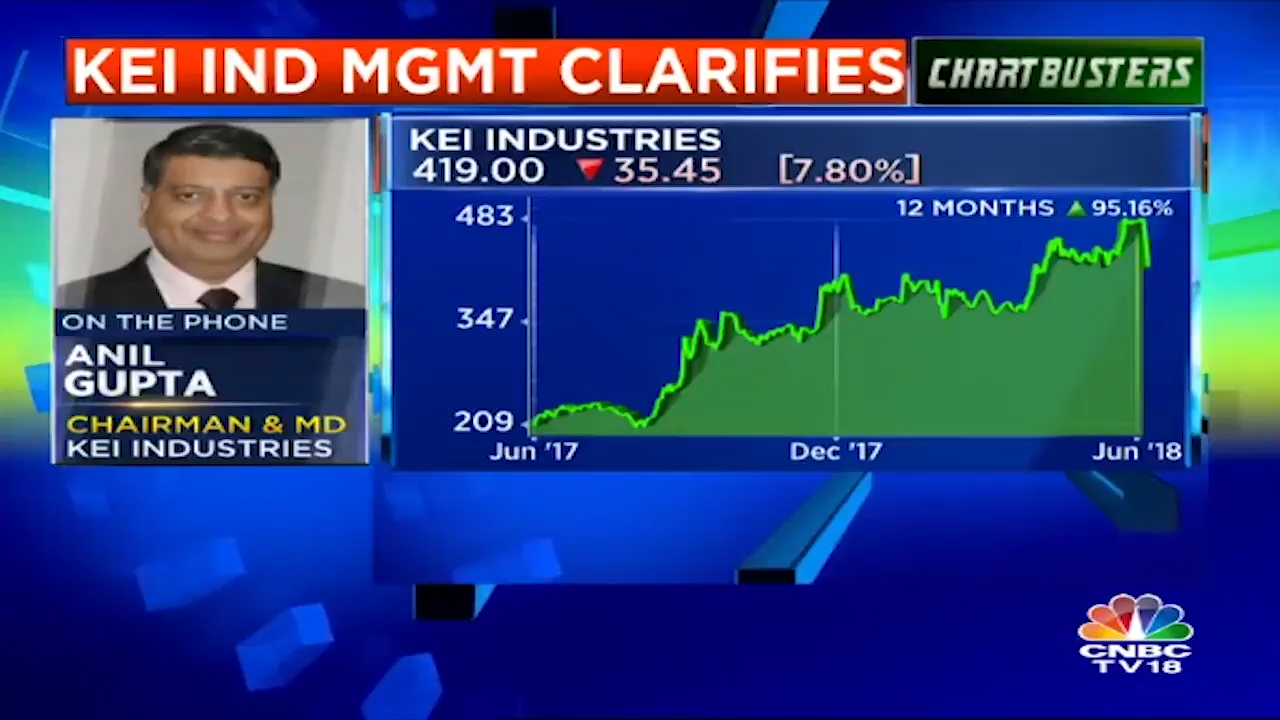 KEI IND MGMT CLARIFIES
CHARTBUSTERS
ON THE PHONE
ANIL
GUPTA
CHAIRMAN & MD
KEI INDUSTRIES
KEI INDUSTRIES
419.00 ▼ 35.45 [7.80%]
12 MONTHS ▲ 95.16%
483
347
209
Jun '17 Dec '17 Jun '18
CNBC
TV18